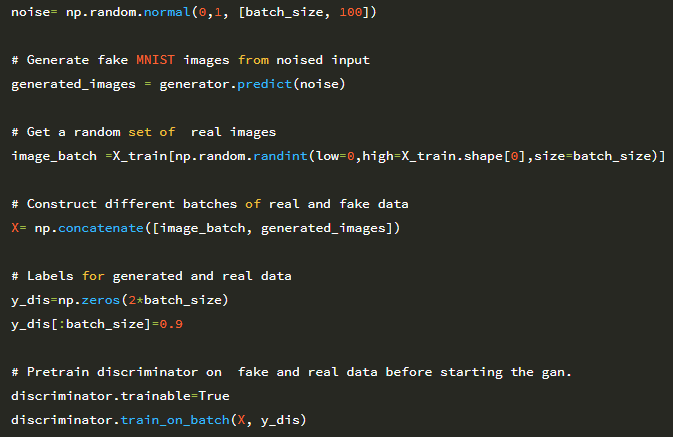 noise= np.random.normal(0,1, [batch_size, 100])
# Generate fake MNIST images from noised input
generated_images = generator.predict(noise)
# Get a random set of  real images
image_batch =X_train[np.random.randint(low=0,high=X_train.shape[0],size=batch_size)]
# Construct different batches of real and fake data
X= np.concatenate([image_batch, generated_images])
# Labels for generated and real data
y_dis=np.zeros(2*batch_size)
y_dis[:batch_size]=0.9
# Pretrain discriminator on  fake and real data before starting the gan.
discriminator.trainable=True
discriminator.train_on_batch(X, y_dis)